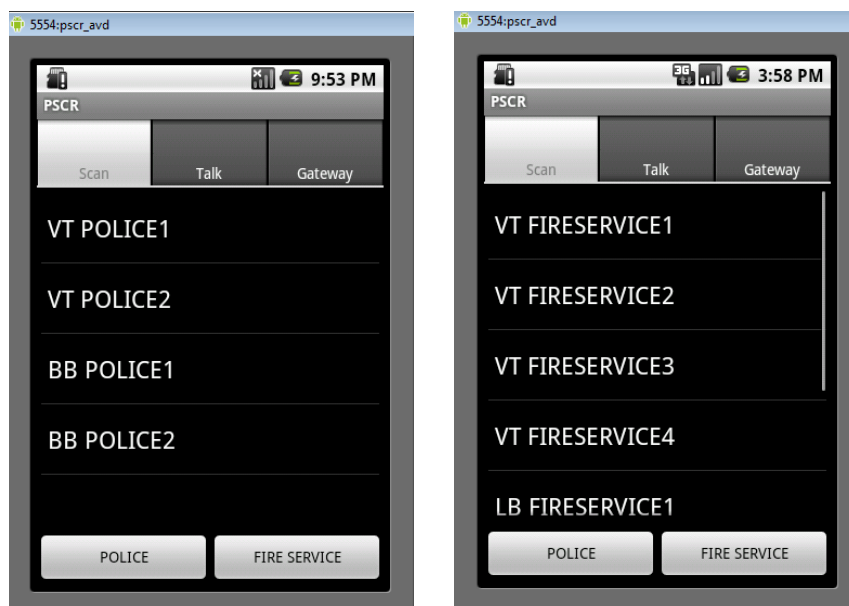 5554:pscr_avd
9:53 PM
PSCR
Scan Talk Gateway
VT POLICE1
VT POLICE2
BB POLICE1
BB POLICE2
POLICE FIRE SERVICE
5554:pscr_avd
3G 3:58 PM
PSCR
Scan Talk Gateway
VT FIRESERVICE1
VT FIRESERVICE2
VT FIRESERVICE3
VT FIRESERVICE4
LB FIRESERVICE1
POLICE FIRE SERVICE